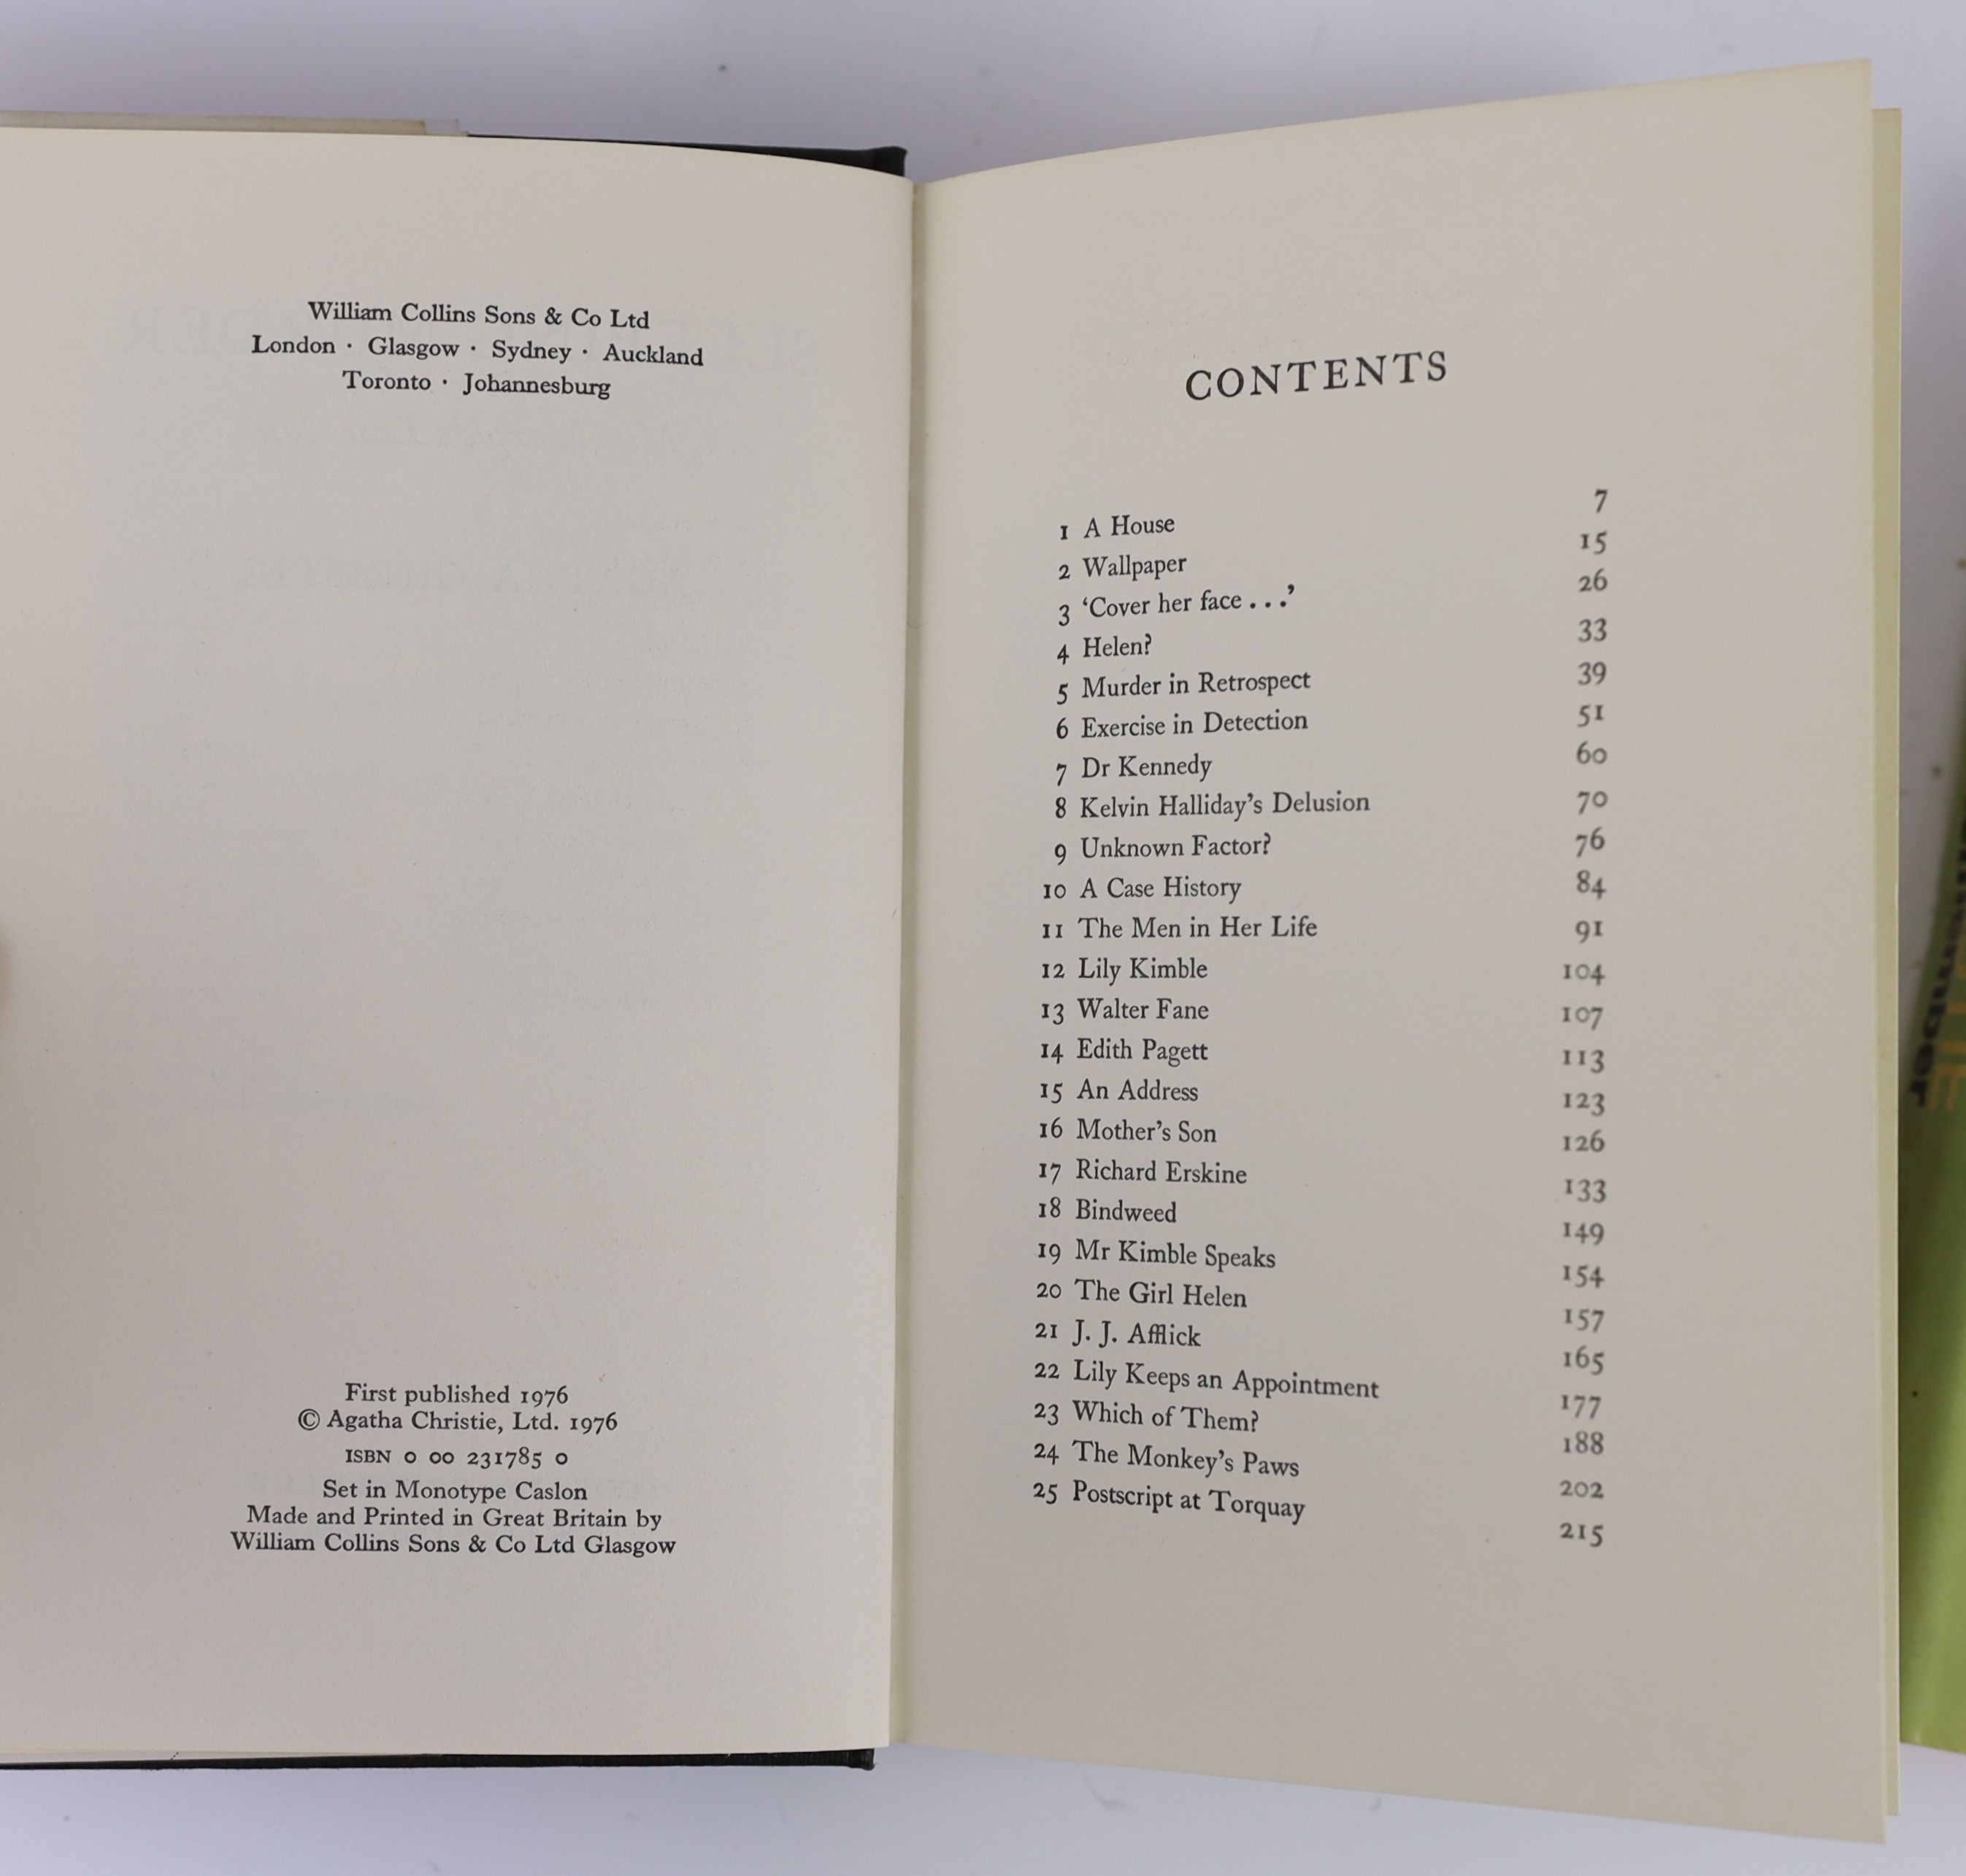 William Collins Sons & Co Ltd
London · Glasgow · Sydney · Auckland
Toronto · Johannesburg
First published 1976
© Agatha Christie, Ltd. 1976
ISBN 0 00 231785 0
Set in Monotype Caslon
Made and Printed in Great Britain by
William Collins Sons & Co Ltd Glasgow
CONTENTS
1 A House 7
2 Wallpaper 15
3 ‘Cover her face . . .’ 26
4 Helen? 33
5 Murder in Retrospect 39
6 Exercise in Detection 51
7 Dr Kennedy 60
8 Kelvin Halliday’s Delusion 70
9 Unknown Factor? 76
10 A Case History 84
11 The Men in Her Life 91
12 Lily Kimble 104
13 Walter Fane 107
14 Edith Pagett 113
15 An Address 123
16 Mother’s Son 126
17 Richard Erskine 133
18 Bindweed 149
19 Mr Kimble Speaks 154
20 The Girl Helen 157
21 J. J. Afflick 165
22 Lily Keeps an Appointment 177
23 Which of Them? 188
24 The Monkey’s Paws 202
25 Postscript at Torquay 215